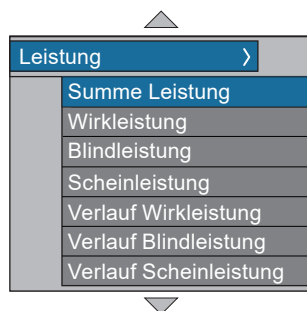 Leistung
Summe Leistung
Wirkleistung
Blindleistung
Scheinleistung
Verlauf Wirkleistung
Verlauf Blindleistung
Verlauf Scheinleistung